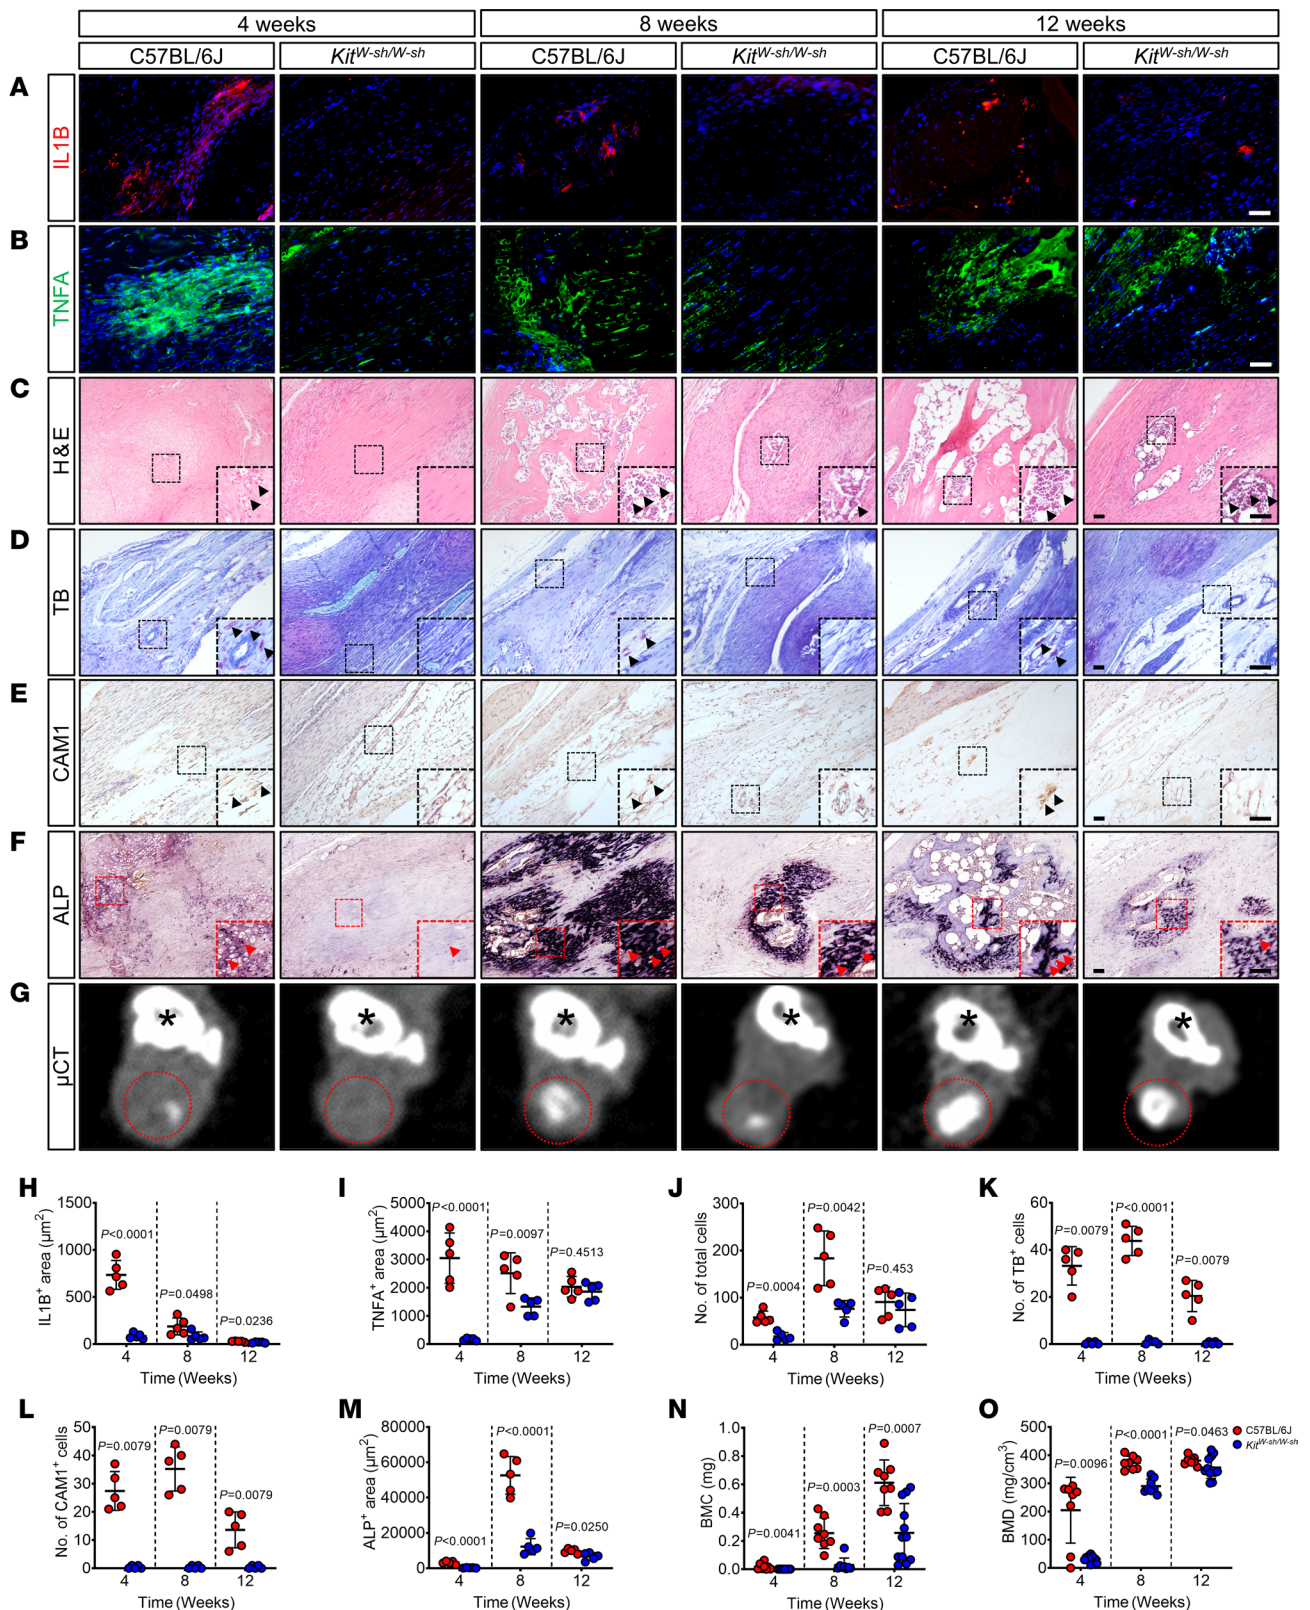 4 weeks 8 weeks 12 weeks
C57BL/6J KitW-sh/W-sh C57BL/6J KitW-sh/W-sh C57BL/6J KitW-sh/W-sh
A IL1B
B TNFA
C H&E
D TB
E CAM1
F ALP
G µCT
* * * * * *
H I J K
IL1B+ area (µm2)
1500
1000
500
0
P<0.0001
P=0.0498
P=0.0236
4 8 12
Time (Weeks)
TNFA+ area (µm2)
5000
4000
3000
2000
1000
0
P<0.0001
P=0.0097
P=0.4513
4 8 12
Time (Weeks)
No. of total cells
300
200
100
0
P=0.0004
P=0.0042
P=0.453
4 8 12
Time (Weeks)
No. of TB+ cells
60
40
20
0
P=0.0079
P<0.0001
P=0.0079
4 8 12
Time (Weeks)
L M N O
No. of CAM1+ cells
50
40
30
20
10
0
P=0.0079
P=0.0079
P=0.0079
4 8 12
Time (Weeks)
ALP+ area (µm2)
80000
60000
40000
20000
0
P<0.0001
P<0.0001
P=0.0250
4 8 12
Time (Weeks)
BMC (mg)
1.0
0.8
0.6
0.4
0.2
0.0
P=0.0041
P=0.0003
P=0.0007
4 8 12
Time (Weeks)
BMD (mg/cm3)
500
400
300
200
100
0
P=0.0096
P<0.0001
P=0.0463
4 8 12
Time (Weeks)
C57BL/6J
KitW-sh/W-sh